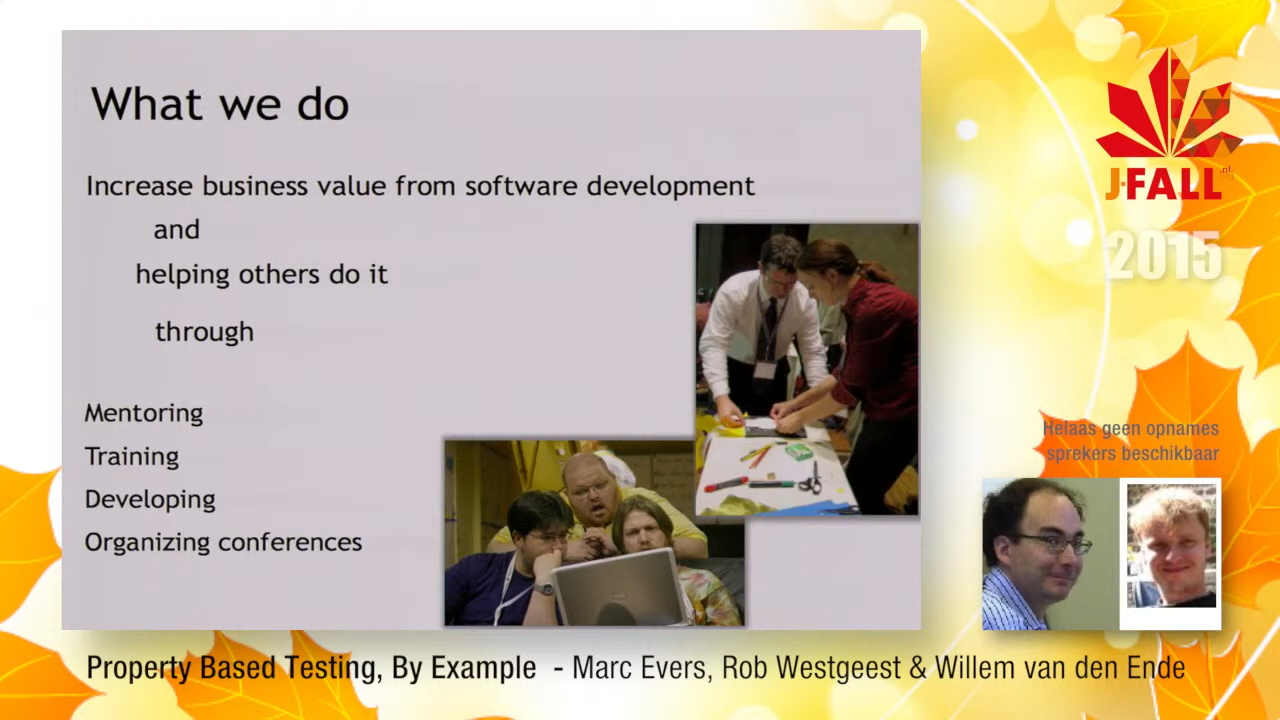 What we do
Increase business value from software development
and
helping others do it
through
Mentoring
Training
Developing
Organizing conferences
J-FALL.nl
2015
Helaas geen opnames
sprekers beschikbaar
Property Based Testing, By Example - Marc Evers, Rob Westgeest & Willem van den Ende